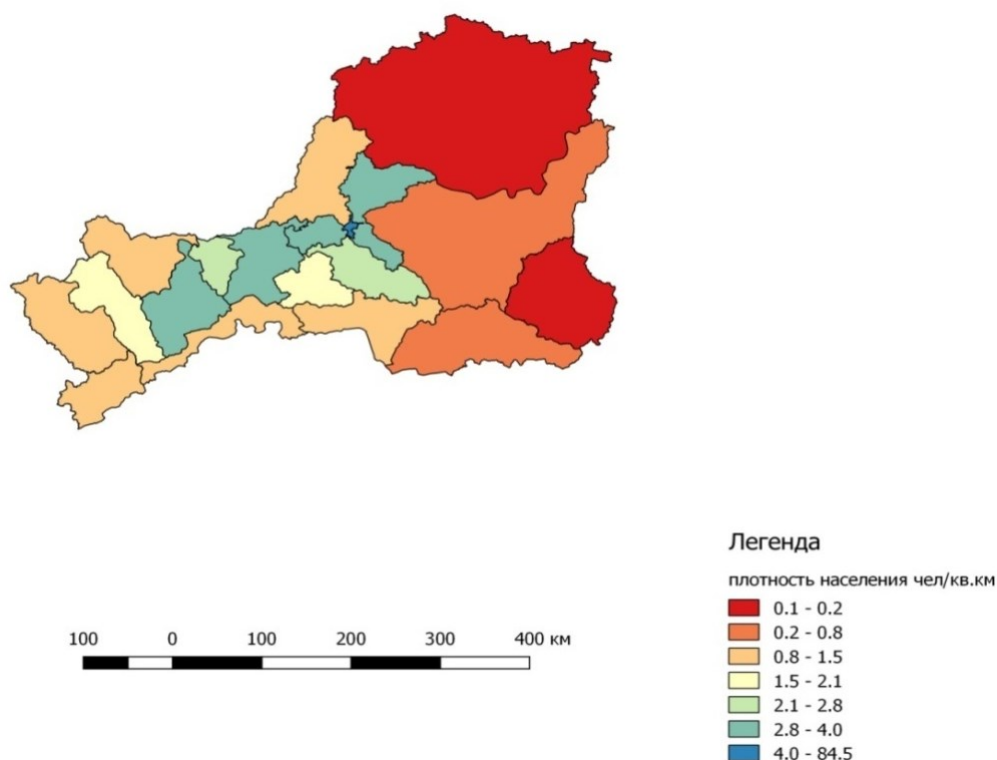 Легенда
плотность населения чел/кв.км
0.1 - 0.2
0.2 - 0.8
0.8 - 1.5
1.5 - 2.1
2.1 - 2.8
2.8 - 4.0
4.0 - 84.5
100 0 100 200 300 400 км